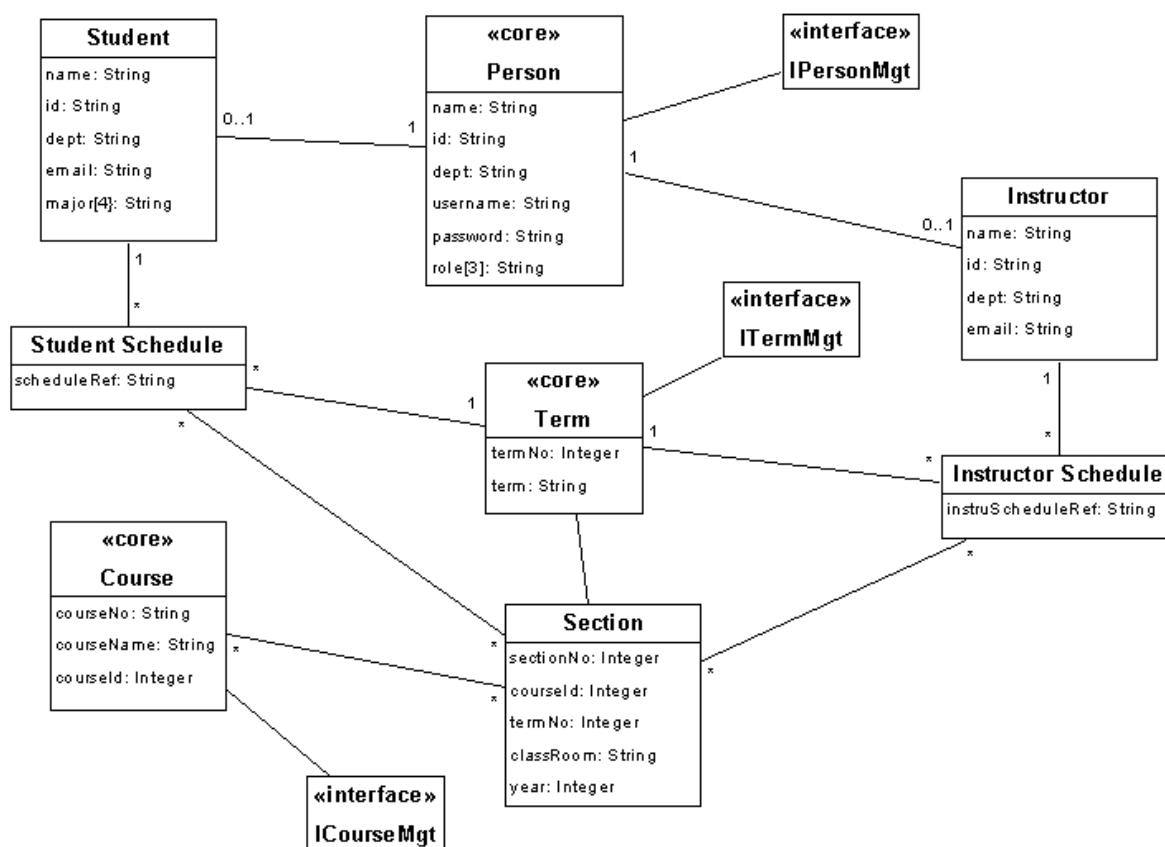 Student
name: String
id: String
dept: String
email: String
major[4}: String
0..1
1
«core»
Person
name: String
id: String
dept: String
username: String
password: String
role[3]: String
«interface»
IPersonMgt
1
0..1
Instructor
name: String
id: String
dept: String
email: String
1
*
Student Schedule
scheduleRef: String
*
1
*
«interface»
ITermMgt
«core»
Term
termNo: Integer
term: String
1
*
1
*
Instructor Schedule
instruScheduleRef: String
*
«core»
Course
courseNo: String
courseName: String
courseId: Integer
*
*
*
Section
sectionNo: Integer
courseId: Integer
termNo: Integer
classRoom: String
year: Integer
*
«interface»
ICourseMgt